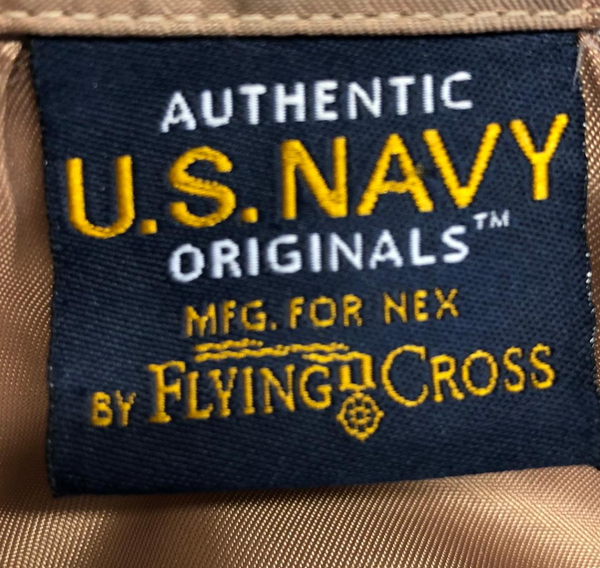 AUTHENTIC
U.S. NAVY
ORIGINALS™
MFG. FOR NEX
BY FLYING CROSS